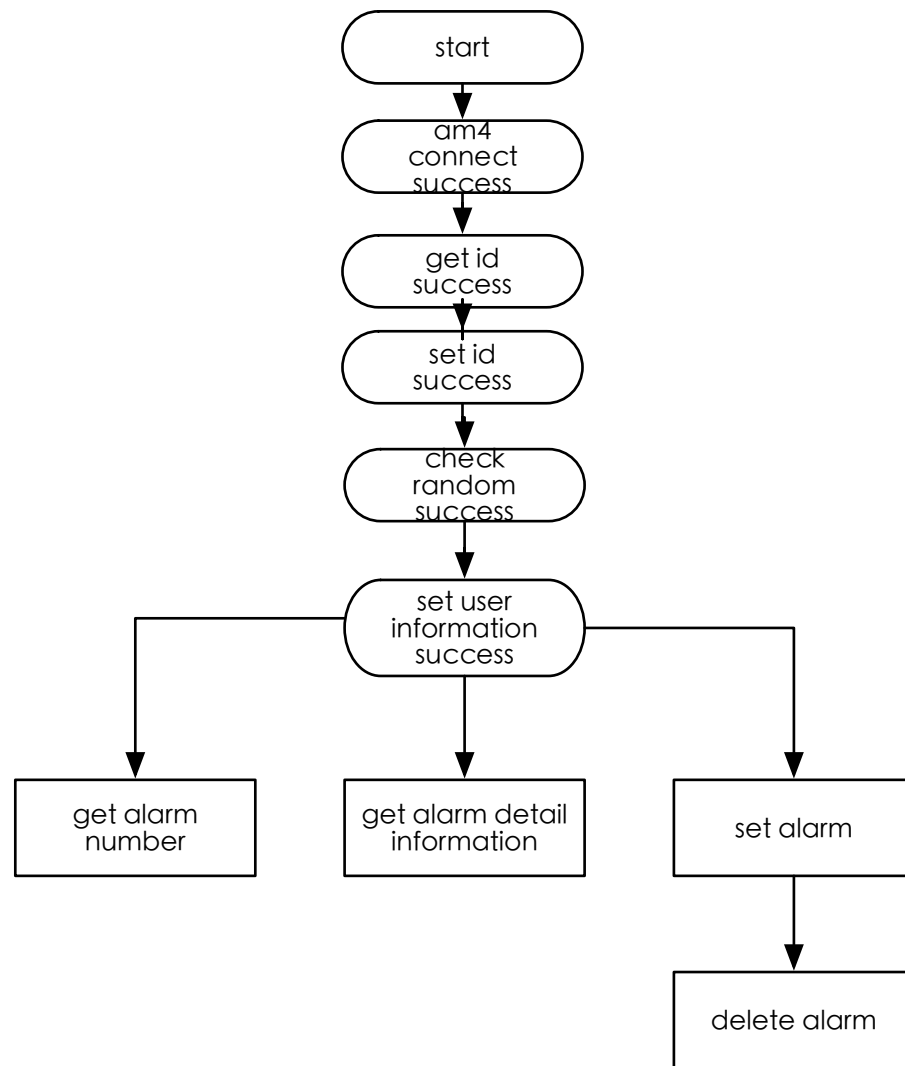 start
am4
connect
success
get id
success
set id
success
check
random
success
set user
information
success
get alarm
number
get alarm detail
information
set alarm
delete alarm